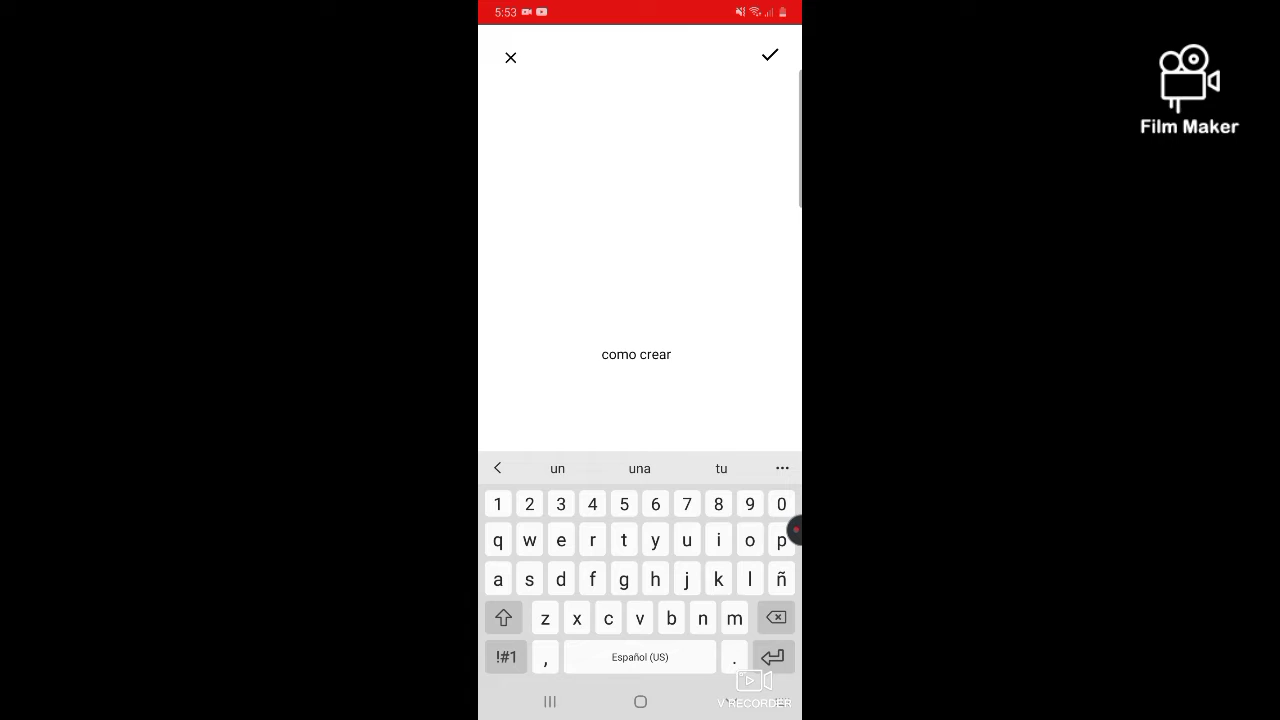 5:53
Film Maker
como crear
un una tu
1 2 3 4 5 6 7 8 9 0
q w e r t y u i o p
a s d f g h j k l ñ
z x c v b n m
!#1 , Español (US) .
V RECORDER